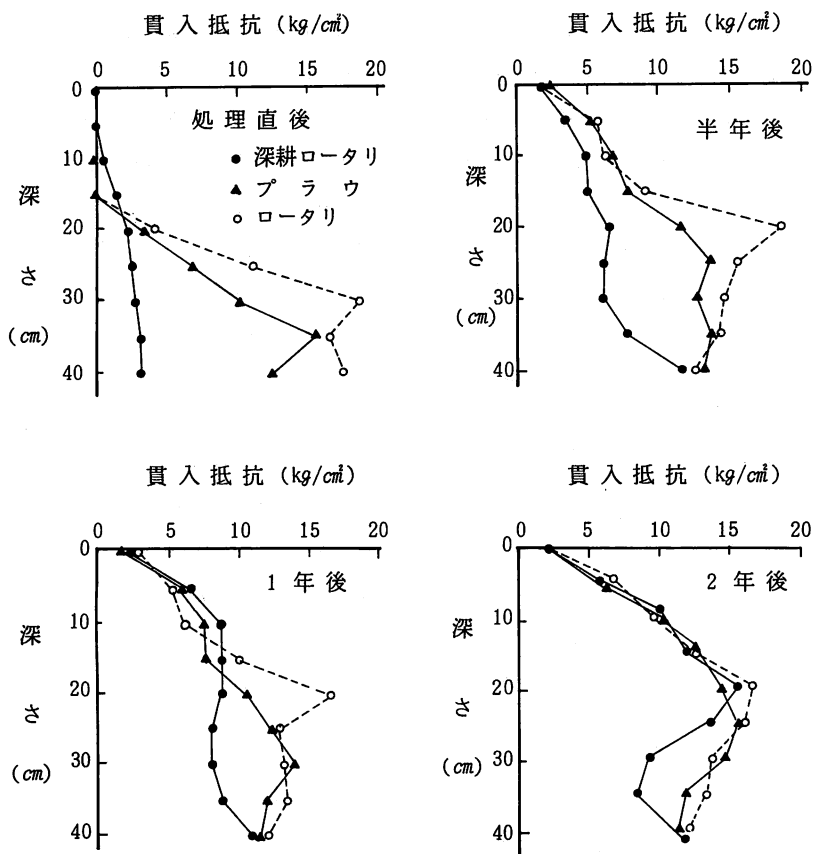 貫入抵抗 (kg/cm²)
0 5 10 15 20
0
10
20
30
40
深さ (cm)
処理直後
● 深耕ロータリ
▲ プラウ
○ ロータリ
貫入抵抗 (kg/cm²)
0 5 10 15 20
0
10
20
30
40
深さ (cm)
半年後
貫入抵抗 (kg/cm²)
0 5 10 15 20
0
10
20
30
40
深さ (cm)
1年後
貫入抵抗 (kg/cm²)
0 5 10 15 20
0
10
20
30
40
深さ (cm)
2年後